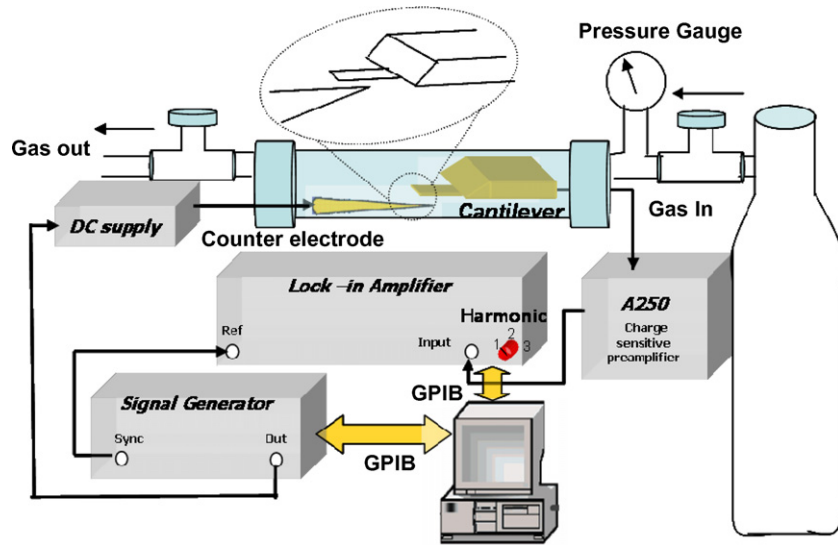 Pressure Gauge
Gas out
DC supply
Counter electrode
Cantilever
Gas In
Lock -in Amplifier
Harmonic
Ref
Input
1 2 3
A250
Charge
sensitive
preamplifier
GPIB
Signal Generator
Sync
Out
GPIB